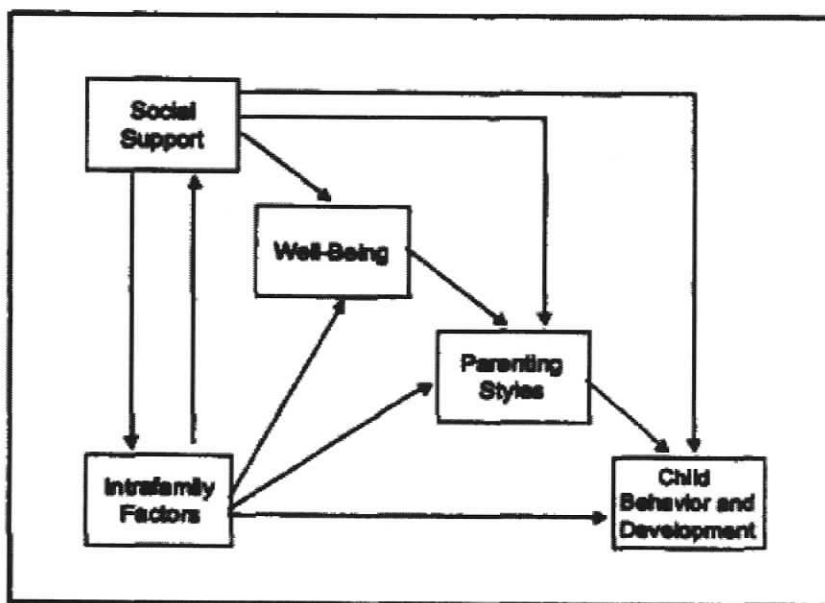 Social
Support
Well-Being
Parenting
Styles
Intrafamily
Factors
Child
Behavior and
Development